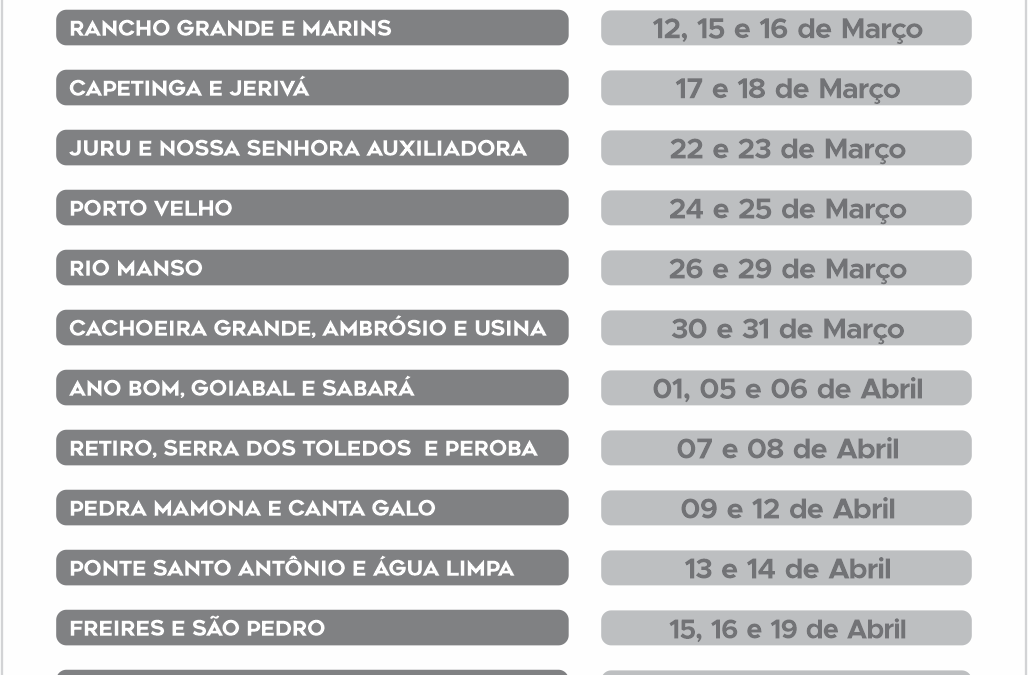 RANCHO GRANDE E MARINS 12, 15 e 16 de Março
CAPETINGA E JERIVÁ 17 e 18 de Março
JURU E NOSSA SENHORA AUXILIADORA 22 e 23 de Março
PORTO VELHO 24 e 25 de Março
RIO MANSO 26 e 29 de Março
CACHOEIRA GRANDE, AMBRÓSIO E USINA 30 e 31 de Março
ANO BOM, GOIABAL E SABARÁ 01, 05 e 06 de Abril
RETIRO, SERRA DOS TOLEDOS E PEROBA 07 e 08 de Abril
PEDRA MAMONA E CANTA GALO 09 e 12 de Abril
PONTE SANTO ANTÔNIO E ÁGUA LIMPA 13 e 14 de Abril
FREIRES E SÃO PEDRO 15, 16 e 19 de Abril